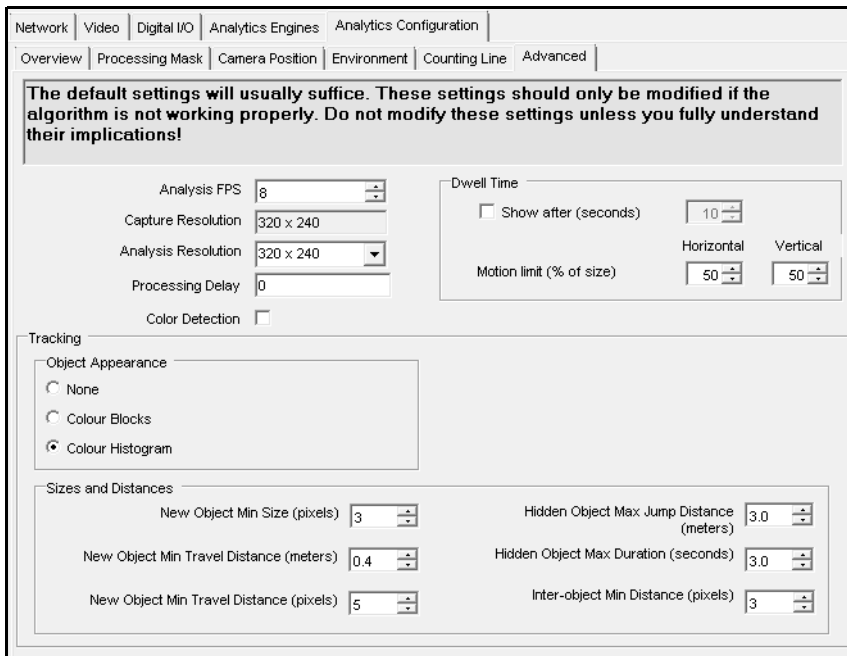 Network Video Digital I/O Analytics Engines Analytics Configuration
Overview Processing Mask Camera Position Environment Counting Line Advanced
The default settings will usually suffice. These settings should only be modified if the
algorithm is not working properly. Do not modify these settings unless you fully understand
their implications!
Analysis FPS 8
Capture Resolution 320 x 240
Analysis Resolution 320 x 240
Processing Delay 0
Color Detection
Dwell Time
Show after (seconds) 10
Horizontal Vertical
Motion limit (% of size) 50 50
Tracking
Object Appearance
None
Colour Blocks
Colour Histogram
Sizes and Distances
New Object Min Size (pixels) 3
New Object Min Travel Distance (meters) 0.4
New Object Min Travel Distance (pixels) 5
Hidden Object Max Jump Distance
(meters) 3.0
Hidden Object Max Duration (seconds) 3.0
Inter-object Min Distance (pixels) 3